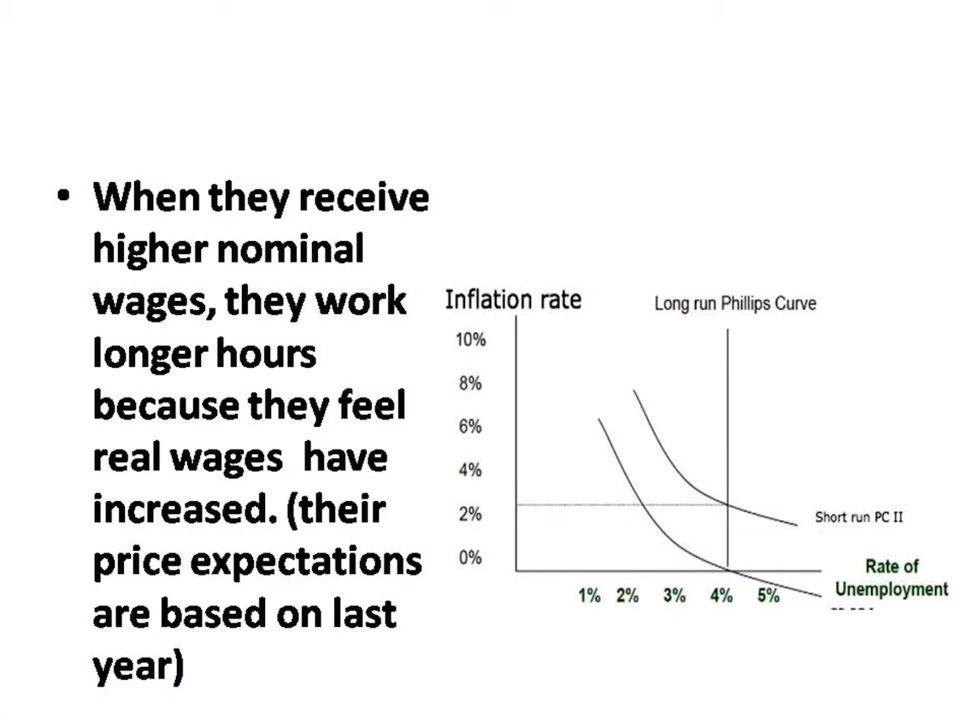 • When they receive
higher nominal
wages, they work
longer hours
because they feel
real wages have
increased. (their
price expectations
are based on last
year)
Inflation rate
Long run Phillips Curve
10%
8%
6%
4%
2%
0%
Short run PC II
Rate of
Unemployment
1% 2% 3% 4% 5%